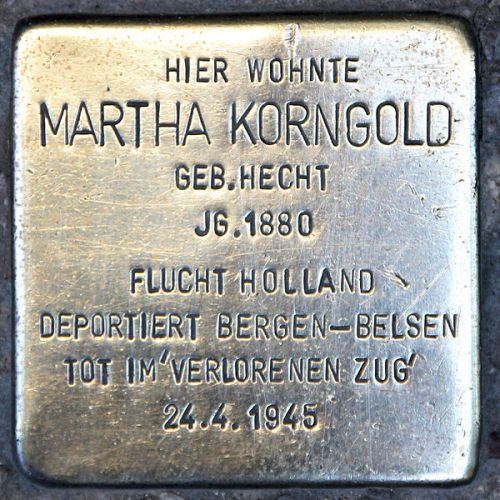 HIER WOHNTE
MARTHA KORNGOLD
GEB.HECHT
JG.1880
FLUCHT HOLLAND
DEPORTIERT BERGEN-BELSEN
TOT IM 'VERLORENEN ZUG'
24.4.1945